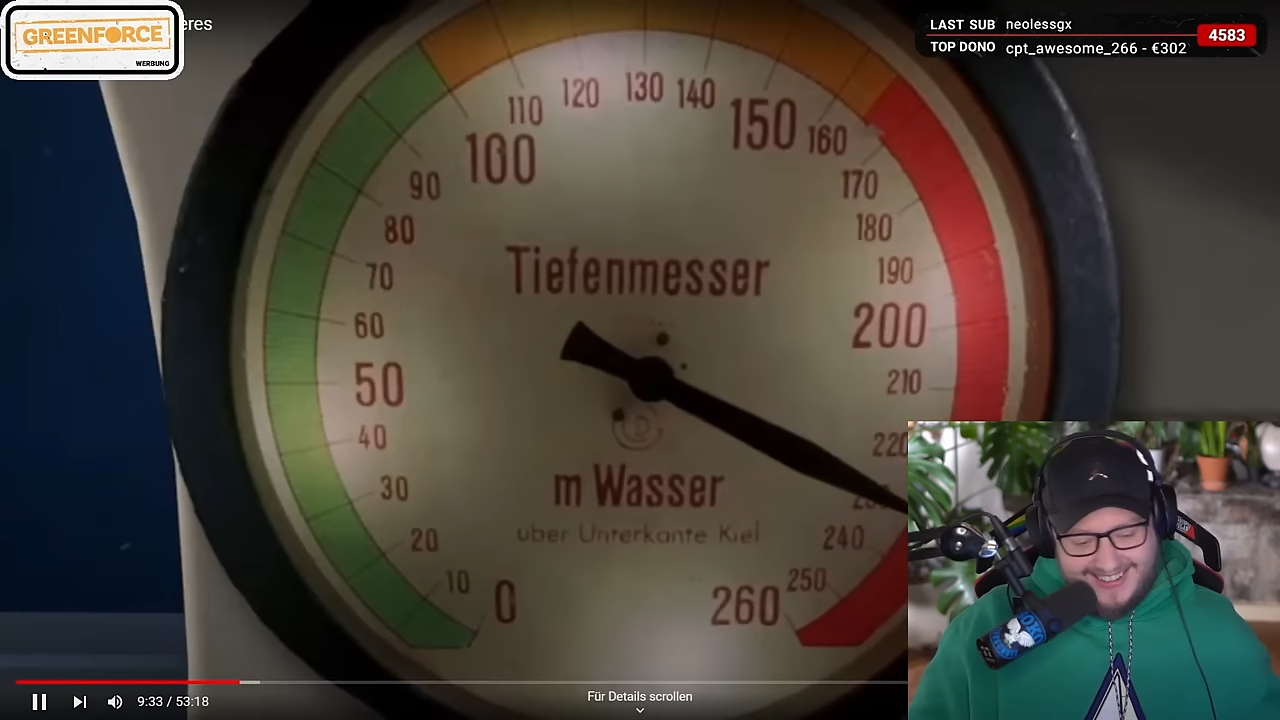 GREENFORCE
WERBUNG
eres
LAST SUB neolessgx
TOP DONO cpt_awesome_266 - €302
4583
110 120 130 140
100 150 160
90 170
80 180
70 190
60 200
50 210
40 220
30
20 240
10 250
0 260
Tiefenmesser
m Wasser
über Unterkante Kiel
9:33 / 53:18
Für Details scrollen